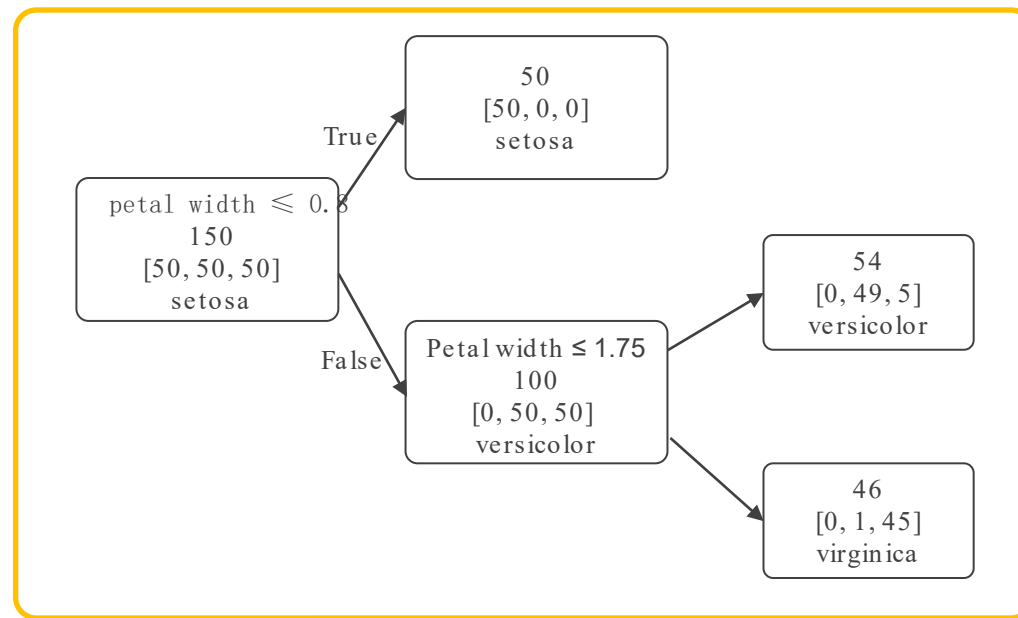 petal width ≤ 0.8
150
[50, 50, 50]
setosa
True
50
[50, 0, 0]
setosa
False
Petal width ≤ 1.75
100
[0, 50, 50]
versicolor
54
[0, 49, 5]
versicolor
46
[0, 1, 45]
virginica